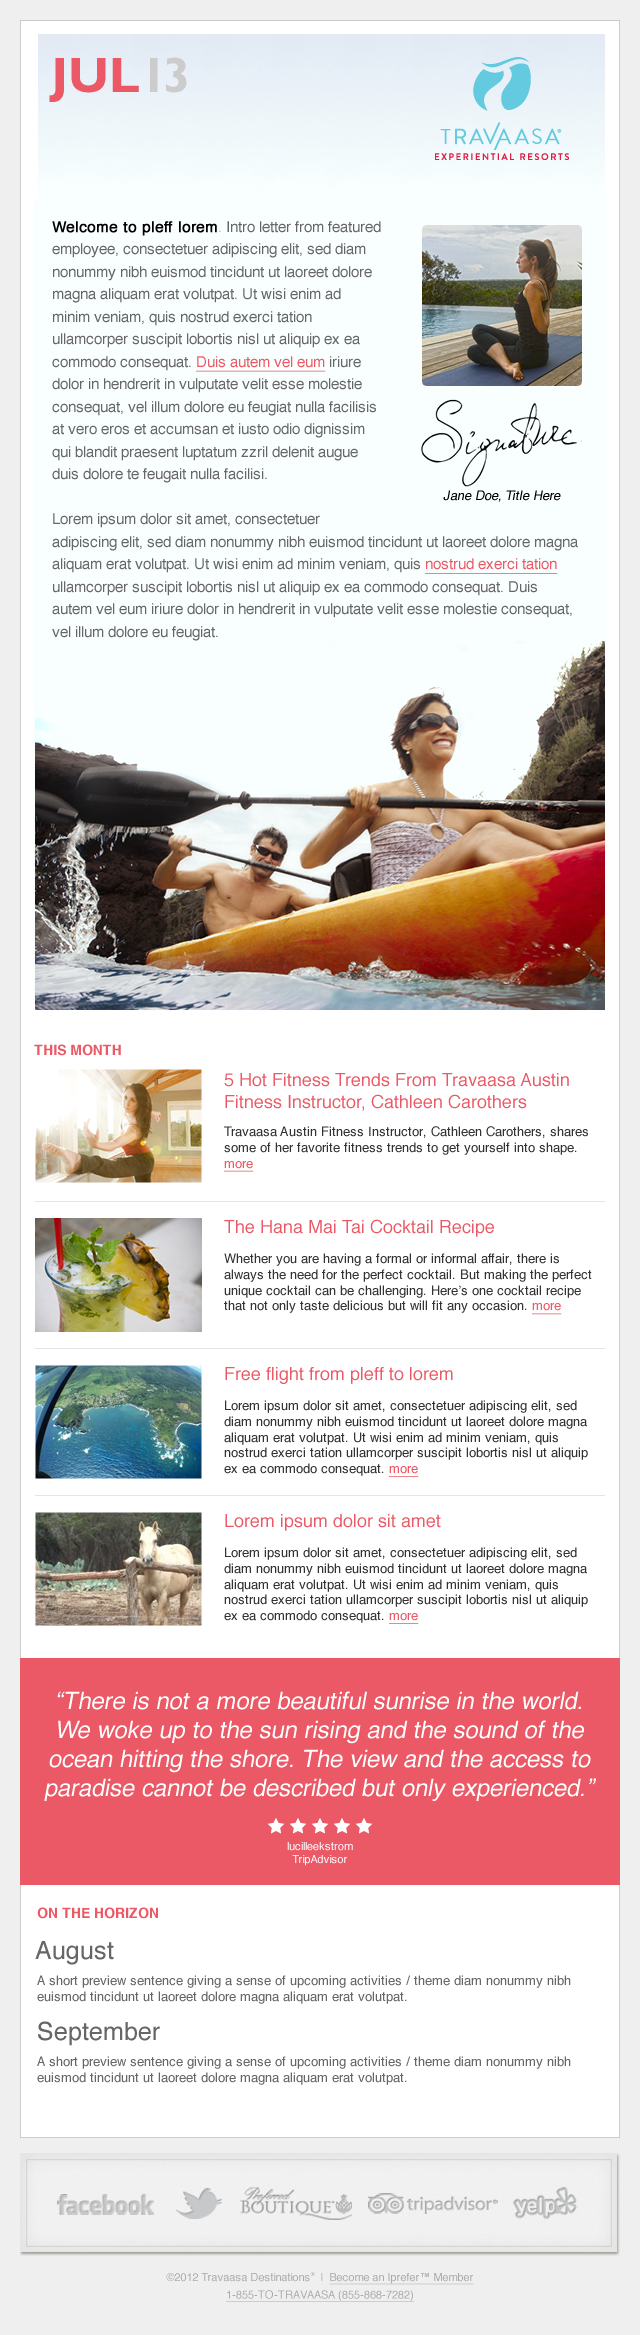 JUL 13
TRAVAASA®
EXPERIENTIAL RESORTS
Welcome to pleff lorem. Intro letter from featured
employee, consectetuer adipiscing elit, sed diam
nonummy nibh euismod tincidunt ut laoreet dolore
magna aliquam erat volutpat. Ut wisi enim ad
minim veniam, quis nostrud exerci tation
ullamcorper suscipit lobortis nisl ut aliquip ex ea
commodo consequat. Duis autem vel eum iriure
dolor in hendrerit in vulputate velit esse molestie
consequat, vel illum dolore eu feugiat nulla facilisis
at vero eros et accumsan et iusto odio dignissim
qui blandit praesent luptatum zzril delenit augue
duis dolore te feugait nulla facilisi.
Signature
Jane Doe, Title Here
Lorem ipsum dolor sit amet, consectetuer
adipiscing elit, sed diam nonummy nibh euismod tincidunt ut laoreet dolore magna
aliquam erat volutpat. Ut wisi enim ad minim veniam, quis nostrud exerci tation
ullamcorper suscipit lobortis nisl ut aliquip ex ea commodo consequat. Duis
autem vel eum iriure dolor in hendrerit in vulputate velit esse molestie consequat,
vel illum dolore eu feugiat.
THIS MONTH
5 Hot Fitness Trends From Travaasa Austin
Fitness Instructor, Cathleen Carothers
Travaasa Austin Fitness Instructor, Cathleen Carothers, shares
some of her favorite fitness trends to get yourself into shape.
more
The Hana Mai Tai Cocktail Recipe
Whether you are having a formal or informal affair, there is
always the need for the perfect cocktail. But making the perfect
unique cocktail can be challenging. Here's one cocktail recipe
that not only taste delicious but will fit any occasion. more
Free flight from pleff to lorem
Lorem ipsum dolor sit amet, consectetuer adipiscing elit, sed
diam nonummy nibh euismod tincidunt ut laoreet dolore magna
aliquam erat volutpat. Ut wisi enim ad minim veniam, quis
nostrud exerci tation ullamcorper suscipit lobortis nisl ut aliquip
ex ea commodo consequat. more
Lorem ipsum dolor sit amet
Lorem ipsum dolor sit amet, consectetuer adipiscing elit, sed
diam nonummy nibh euismod tincidunt ut laoreet dolore magna
aliquam erat volutpat. Ut wisi enim ad minim veniam, quis
nostrud exerci tation ullamcorper suscipit lobortis nisl ut aliquip
ex ea commodo consequat. more
“There is not a more beautiful sunrise in the world.
We woke up to the sun rising and the sound of the
ocean hitting the shore. The view and the access to
paradise cannot be described but only experienced.”
lucilleekstrom
TripAdvisor
ON THE HORIZON
August
A short preview sentence giving a sense of upcoming activities / theme diam nonummy nibh
euismod tincidunt ut laoreet dolore magna aliquam erat volutpat.
September
A short preview sentence giving a sense of upcoming activities / theme diam nonummy nibh
euismod tincidunt ut laoreet dolore magna aliquam erat volutpat.
facebook Preferred BOUTIQUE tripadvisor® yelp
©2012 Travaasa Destinations® | Become an Iprefer™ Member
1-855-TO-TRAVAASA (855-868-7282)